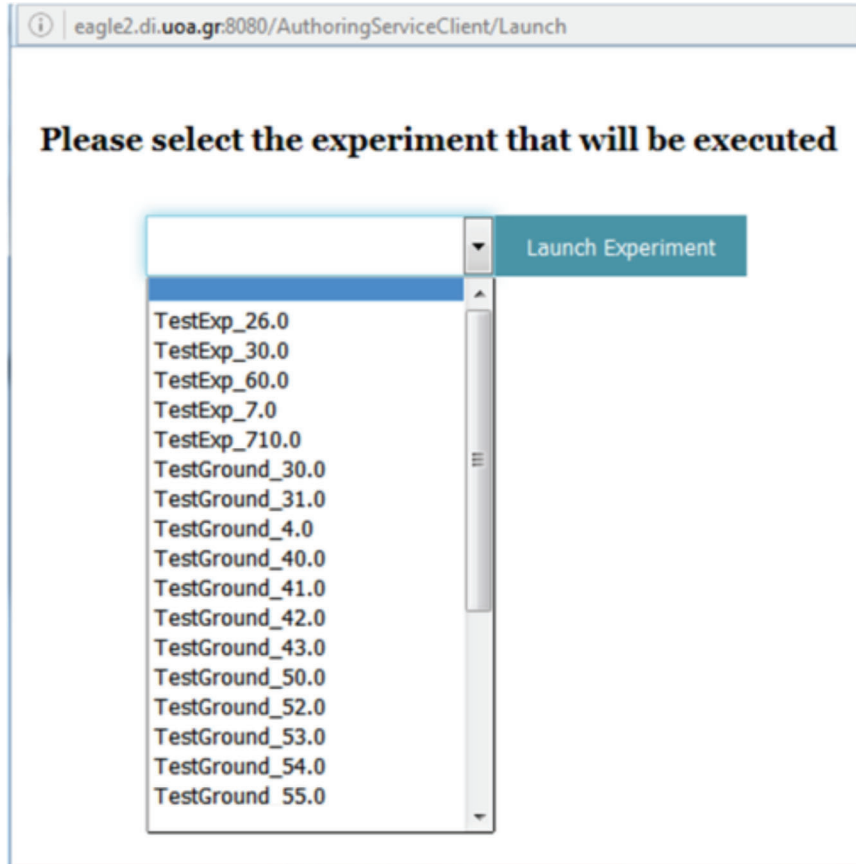 eagle2.di.uoa.gr:8080/AuthoringServiceClient/Launch
Please select the experiment that will be executed
Launch Experiment
TestExp_26.0
TestExp_30.0
TestExp_60.0
TestExp_7.0
TestExp_710.0
TestGround_30.0
TestGround_31.0
TestGround_4.0
TestGround_40.0
TestGround_41.0
TestGround_42.0
TestGround_43.0
TestGround_50.0
TestGround_52.0
TestGround_53.0
TestGround_54.0
TestGround 55.0